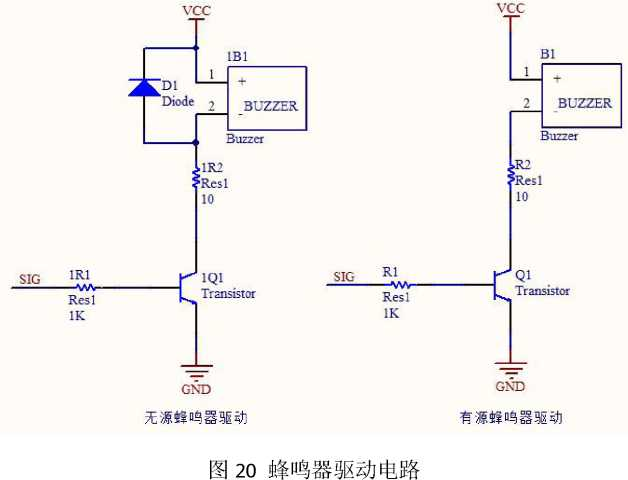 VCC
1B1
1
+
D1
Diode
BUZZER
2
-
Buzzer
1R2
Res1
10
SIG
1R1
Res1
1K
1Q1
Transistor
GND
无源蜂鸣器驱动
VCC
B1
1
+
BUZZER
2
-
Buzzer
R2
Res1
10
SIG
R1
Res1
1K
Q1
Transistor
GND
有源蜂鸣器驱动
图 20 蜂鸣器驱动电路